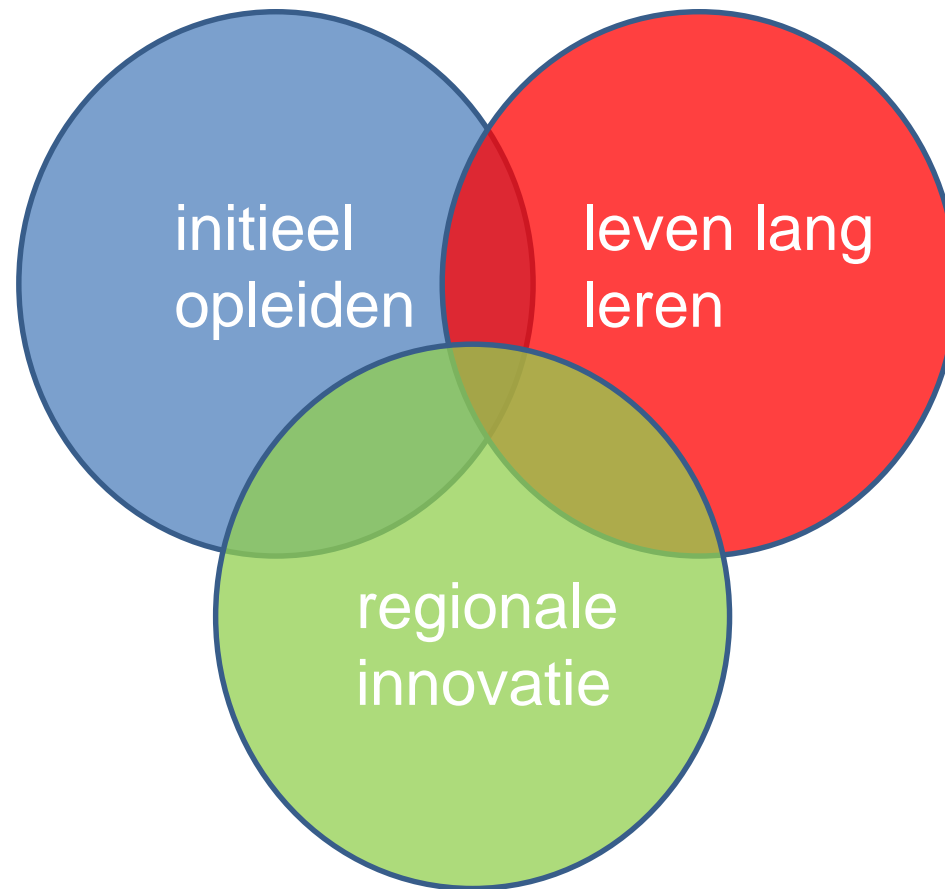 initieel
opleiden
leven lang
leren
regionale
innovatie